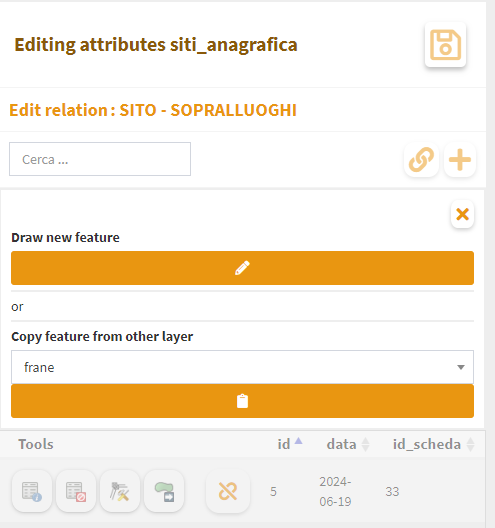 Editing attributes siti_anagrafica
Edit relation : SITO - SOPRALLUOGHI
Cerca ...
Draw new feature
or
Copy feature from other layer
frane
Tools id data id_scheda
5 2024-06-19 33